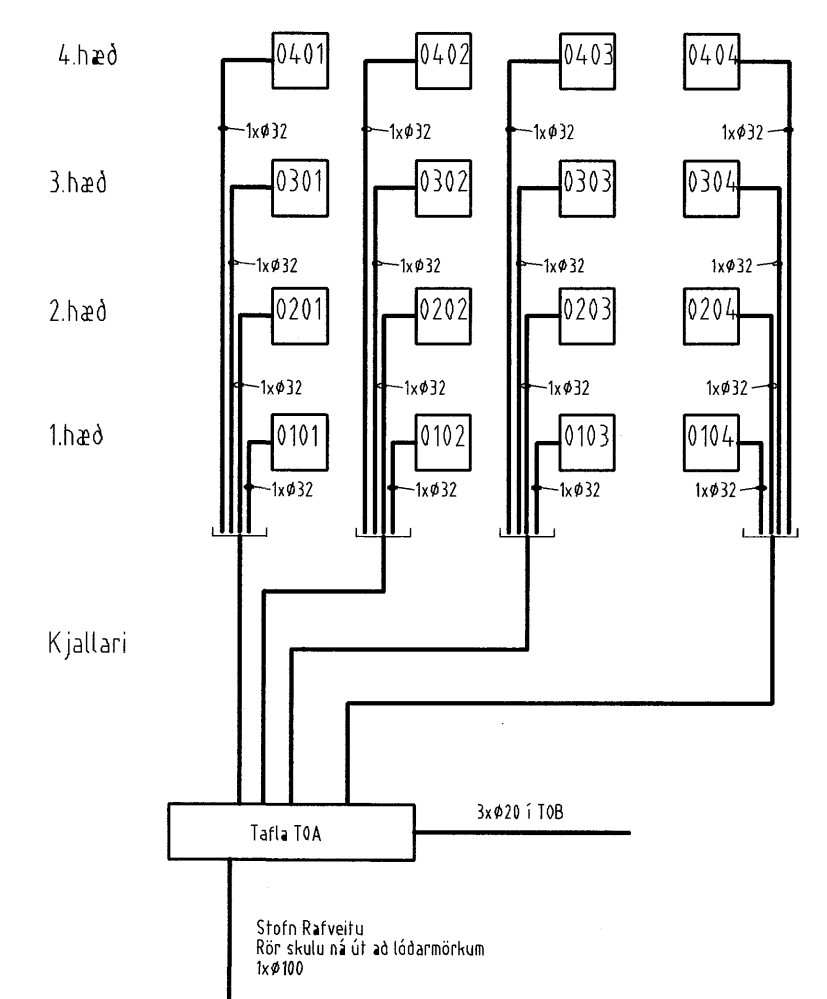 4.hæð 0401 0402 0403 0404
1xØ32 1xØ32 1xØ32 1xØ32
3.hæð 0301 0302 0303 0304
1xØ32 1xØ32 1xØ32 1xØ32
2.hæð 0201 0202 0203 0204
1xØ32 1xØ32 1xØ32 1xØ32
1.hæð 0101 0102 0103 0104
1xØ32 1xØ32 1xØ32 1xØ32
Kjallari
3xØ20 í TOB
Tafla TOA
Stofn Rafveitu
Rör skulu ná út að lóðarmörkum
1xØ100